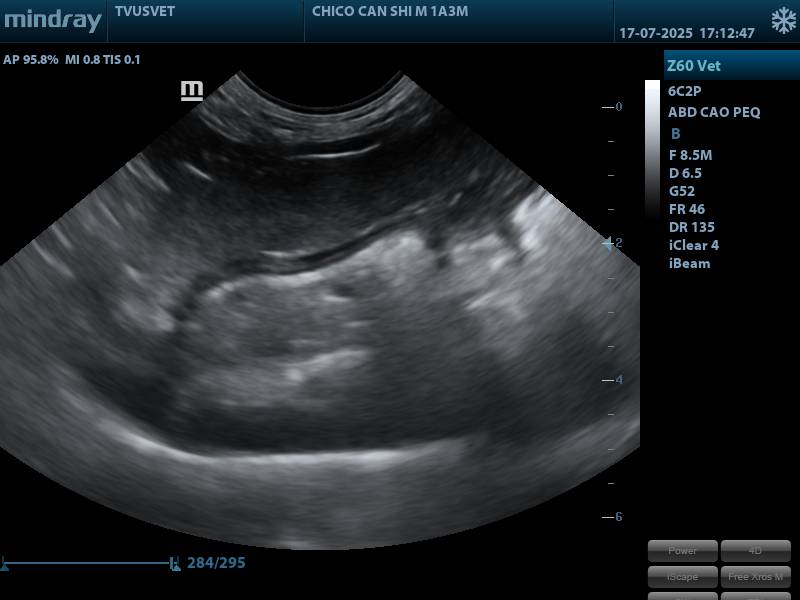 mindray
TVUSVET
CHICO CAN SHI M 1A3M
17-07-2025 17:12:47
AP 95.8% MI 0.8 TIS 0.1
m
Z60 Vet
6C2P
ABD CAO PEQ
B
F 8.5M
D 6.5
G52
FR 46
DR 135
iClear 4
iBeam
0
2
4
6
284/295
Power
4D
iScape
Free Xros M